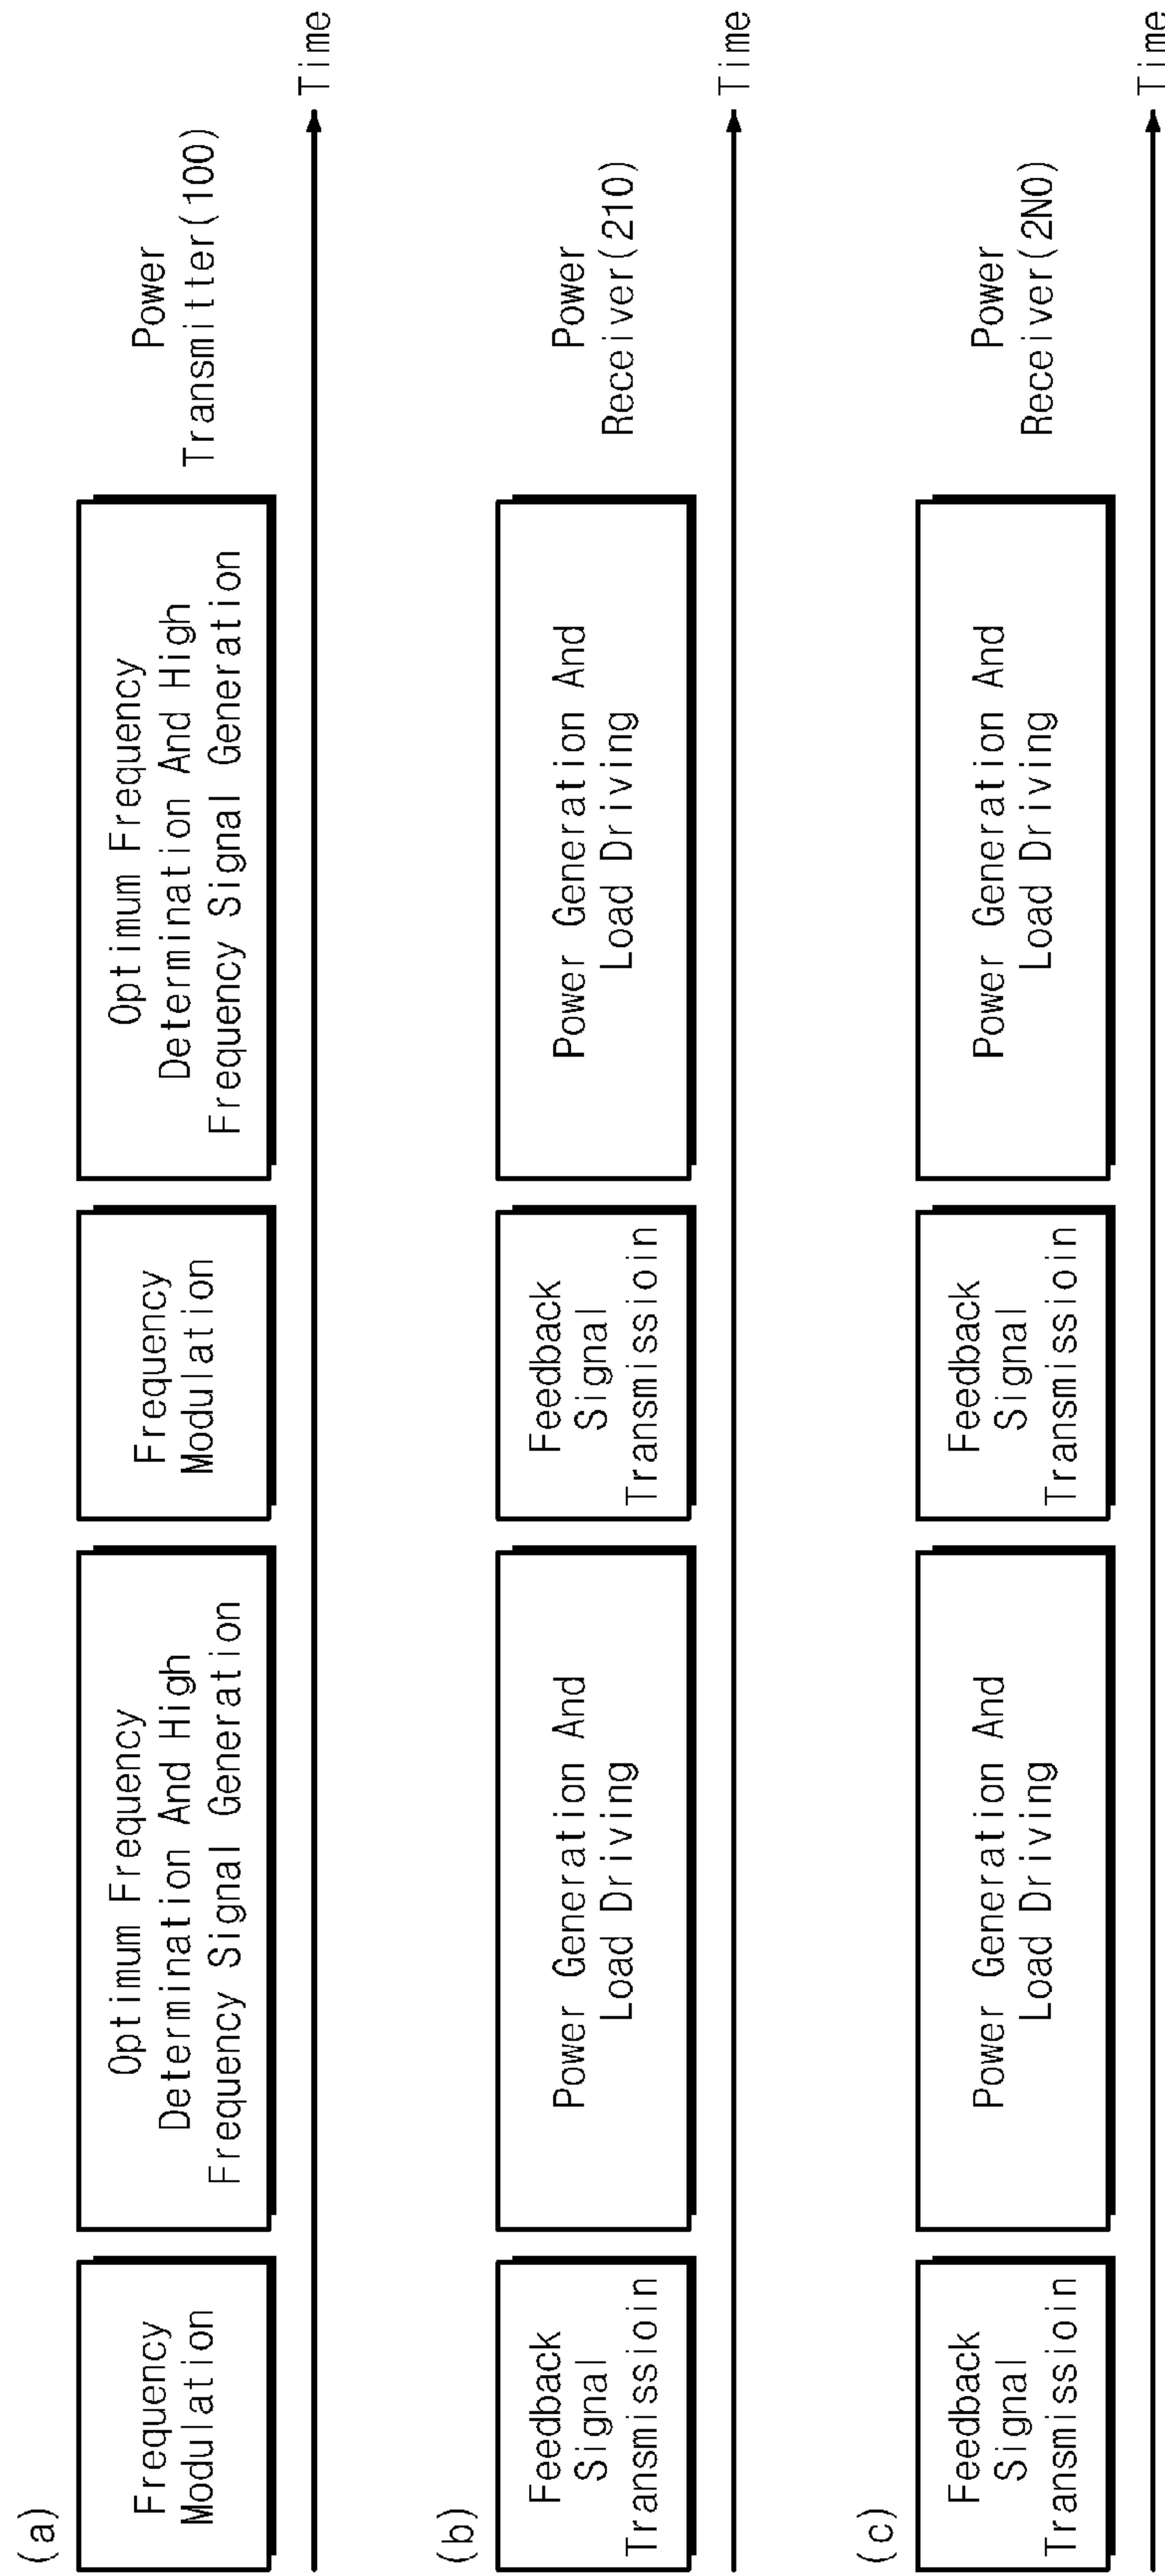 (a)
Frequency
Modulation
Optimum Frequency
Determination And High
Frequency Signal Generation
Frequency
Modulation
Optimum Frequency
Determination And High
Frequency Signal Generation
Power
Transmitter(100)
Time
(b)
Feedback
Signal
Transmissioin
Power Generation And
Load Driving
Feedback
Signal
Transmissioin
Power Generation And
Load Driving
Power
Receiver(210)
Time
(c)
Feedback
Signal
Transmissioin
Power Generation And
Load Driving
Feedback
Signal
Transmissioin
Power Generation And
Load Driving
Power
Receiver(2N0)
Time